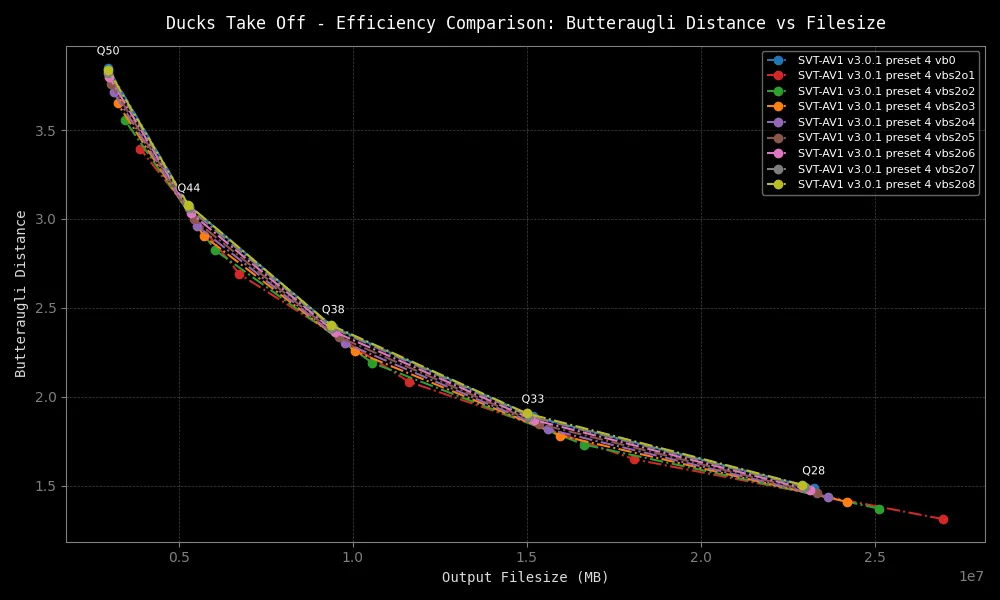 Ducks Take Off - Efficiency Comparison: Butteraugli Distance vs Filesize
Q50
Q44
Q38
Q33
Q28
SVT-AV1 v3.0.1 preset 4 vb0
SVT-AV1 v3.0.1 preset 4 vbs2o1
SVT-AV1 v3.0.1 preset 4 vbs2o2
SVT-AV1 v3.0.1 preset 4 vbs2o3
SVT-AV1 v3.0.1 preset 4 vbs2o4
SVT-AV1 v3.0.1 preset 4 vbs2o5
SVT-AV1 v3.0.1 preset 4 vbs2o6
SVT-AV1 v3.0.1 preset 4 vbs2o7
SVT-AV1 v3.0.1 preset 4 vbs2o8
Butteraugli Distance
3.5
3.0
2.5
2.0
1.5
0.5
1.0
1.5
2.0
2.5
1e7
Output Filesize (MB)